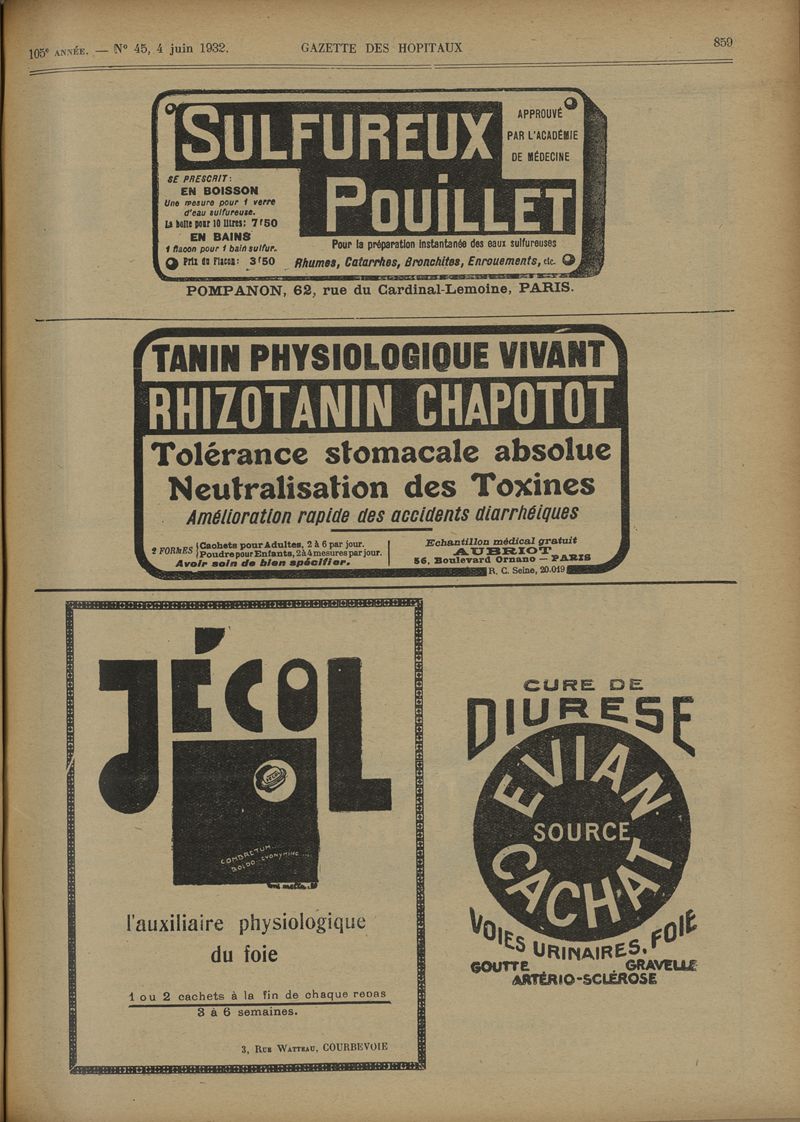 105e ANNÉE. — No 45, 4 juin 1932. GAZETTE DES HOPITAUX 859
SULFUREUX
POUILLET
APPROUVÉ
PAR L'ACADÉMIE
DE MÉDECINE
SE PRESCRIT:
EN BOISSON
Une mesure pour 1 verre
d'eau sulfureuse.
La boîte pour 10 litres: 7f50
EN BAINS
1 flacon pour 1 bain sulfur.
Prix du Flacon: 3f50
Pour la préparation instantanée des eaux sulfureuses
Rhumes, Catarrhes, Bronchites, Enrouements, etc.
POMPANON, 62, rue du Cardinal-Lemoine, PARIS.
TANIN PHYSIOLOGIQUE VIVANT
RHIZOTANIN CHAPOTOT
Tolérance stomacale absolue
Neutralisation des Toxines
Amélioration rapide des accidents diarrhéiques
2 FORMES
Cachets pour Adultes, 2 à 6 par jour.
Poudre pour Enfants, 2 à 4 mesures par jour.
Avoir soin de bien spécifier.
Echantillon médical gratuit
AUBRIOT
56, Boulevard Ornano — PARIS
R. C. Seine, 20.019
JÉCOL
COMBRETUM
BOLDO EVONYMINE
l'auxiliaire physiologique
du foie
1 ou 2 cachets à la fin de chaque repas
3 à 6 semaines.
3, Rue Watteau, COURBEVOIE
CURE DE
DIURESE
EVIAN
SOURCE
CACHAT
VOIES URINAIRES, FOIE
GOUTTE GRAVELLE
ARTÉRIO-SCLÉROSE